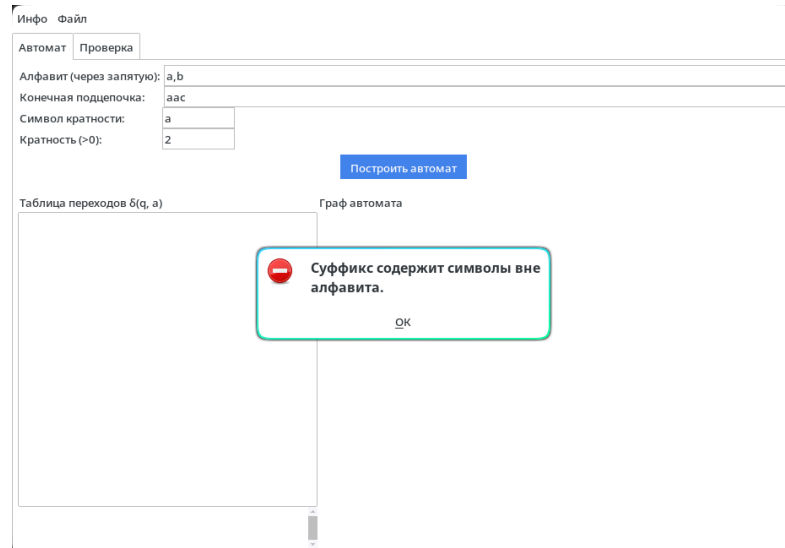 Инфо Файл
Автомат Проверка
Алфавит (через запятую): a,b
Конечная подцепочка: aac
Символ кратности: a
Кратность (>0): 2
Построить автомат
Таблица переходов δ(q, a) Граф автомата
Суффикс содержит символы вне
алфавита.
ОК